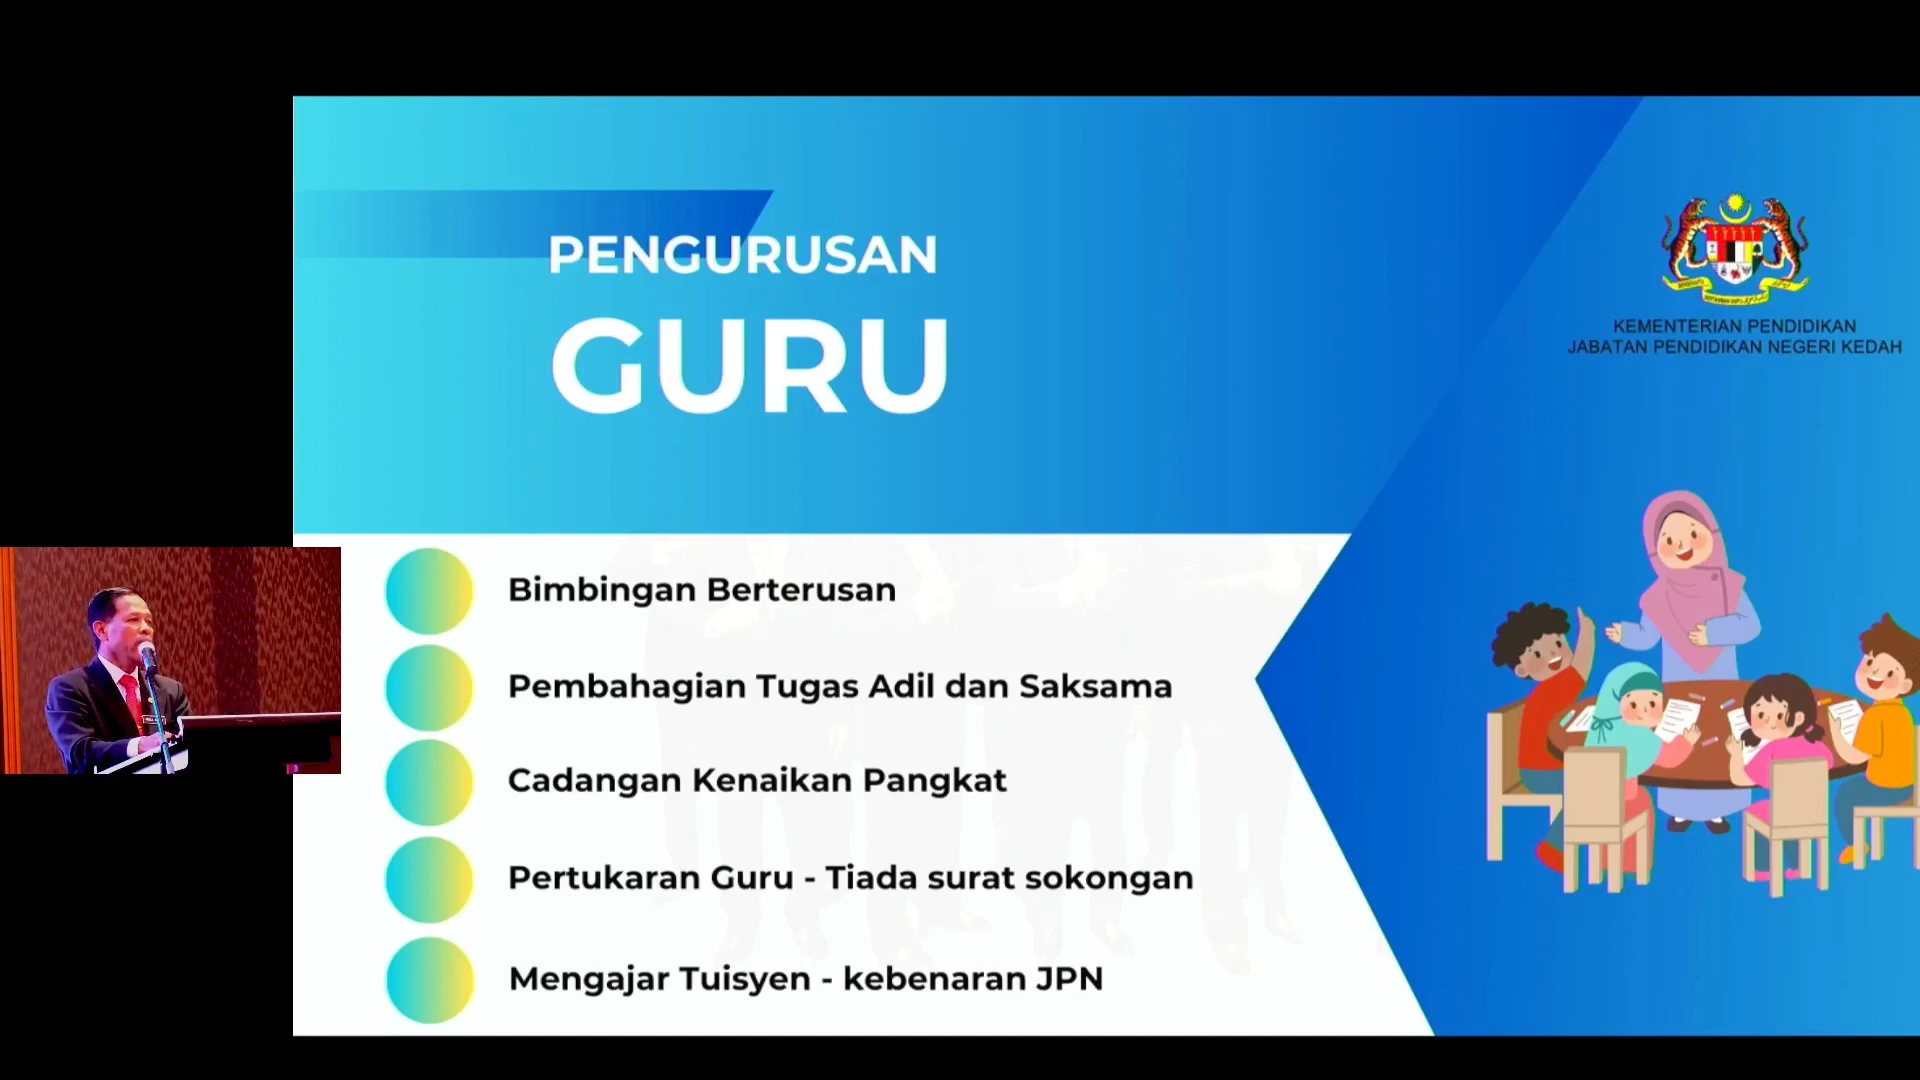 PENGURUSAN
GURU
KEMENTERIAN PENDIDIKAN
JABATAN PENDIDIKAN NEGERI KEDAH
Bimbingan Berterusan
Pembahagian Tugas Adil dan Saksama
Cadangan Kenaikan Pangkat
Pertukaran Guru - Tiada surat sokongan
Mengajar Tuisyen - kebenaran JPN